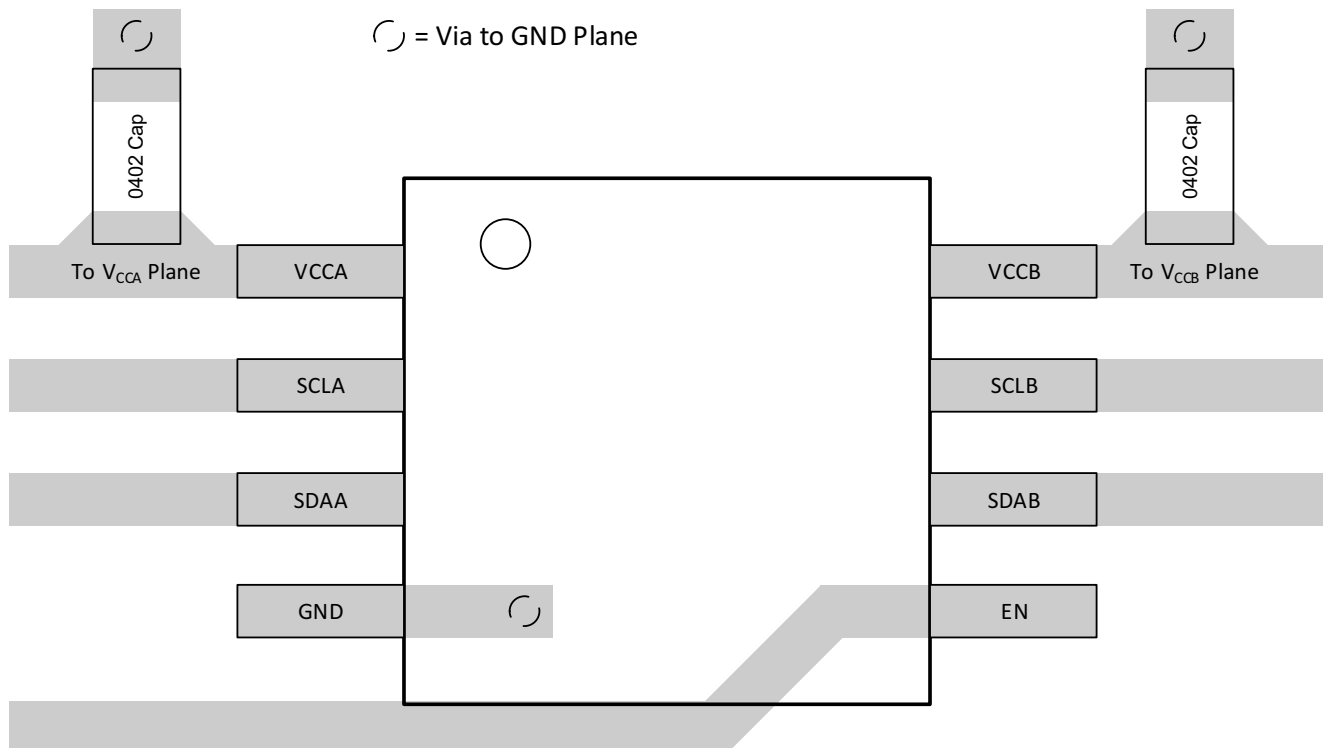 = Via to GND Plane
0402 Cap
0402 Cap
To VCCA Plane
VCCA
VCCB
To VCCB Plane
SCLA
SCLB
SDAA
SDAB
GND
EN